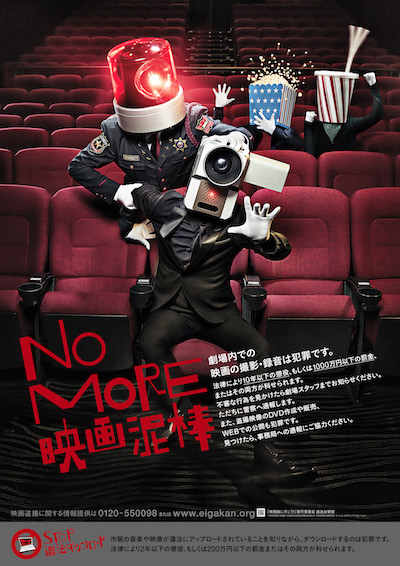 No
MORE
映画泥棒
劇場内での
映画の撮影・録音は犯罪です。
法律により10年以下の懲役、もしくは1000万円以下の罰金、
またはその両方が科せられます。
不審な行為を見かけたら劇場スタッフまでお知らせください。
ただちに警察へ通報します。
また、盗撮映像のDVD作成や販売、
WEBでの公開も犯罪です。
見つけたら、事務局への通報にご協力ください。
映画盗撮に関する情報提供は 0120-550098 または www.eigakan.org
STOP
違法ダウンロード
市販の音楽や映像が違法にアップロードされていることを知りながら、ダウンロードするのは犯罪です。
法律により2年以下の懲役、もしくは200万円以下の罰金またはその両方が科せられます。